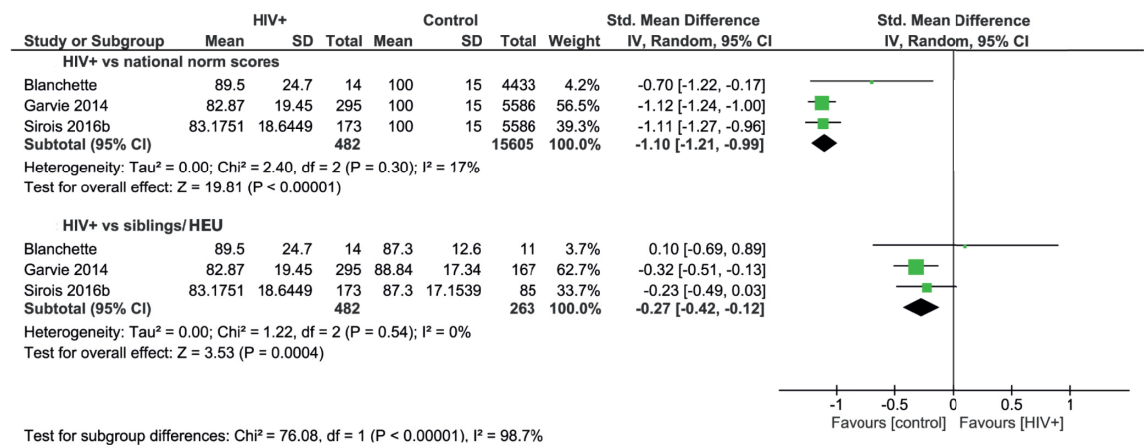 HIV+ Control Std. Mean Difference Std. Mean Difference
Study or Subgroup Mean SD Total Mean SD Total Weight IV, Random, 95% CI IV, Random, 95% CI
HIV+ vs national norm scores
Blanchette 89.5 24.7 14 100 15 4433 4.2% -0.70 [-1.22, -0.17]
Garvie 2014 82.87 19.45 295 100 15 5586 56.5% -1.12 [-1.24, -1.00]
Sirois 2016b 83.1751 18.6449 173 100 15 5586 39.3% -1.11 [-1.27, -0.96]
Subtotal (95% CI) 482 15605 100.0% -1.10 [-1.21, -0.99]
Heterogeneity: Tau² = 0.00; Chi² = 2.40, df = 2 (P = 0.30); I² = 17%
Test for overall effect: Z = 19.81 (P < 0.00001)
HIV+ vs siblings/HEU
Blanchette 89.5 24.7 14 87.3 12.6 11 3.7% 0.10 [-0.69, 0.89]
Garvie 2014 82.87 19.45 295 88.84 17.34 167 62.7% -0.32 [-0.51, -0.13]
Sirois 2016b 83.1751 18.6449 173 87.3 17.1539 85 33.7% -0.23 [-0.49, 0.03]
Subtotal (95% CI) 482 263 100.0% -0.27 [-0.42, -0.12]
Heterogeneity: Tau² = 0.00; Chi² = 1.22, df = 2 (P = 0.54); I² = 0%
Test for overall effect: Z = 3.53 (P = 0.0004)
-1 -0.5 0 0.5 1
Favours [control] Favours [HIV+]
Test for subgroup differences: Chi² = 76.08, df = 1 (P < 0.00001), I² = 98.7%